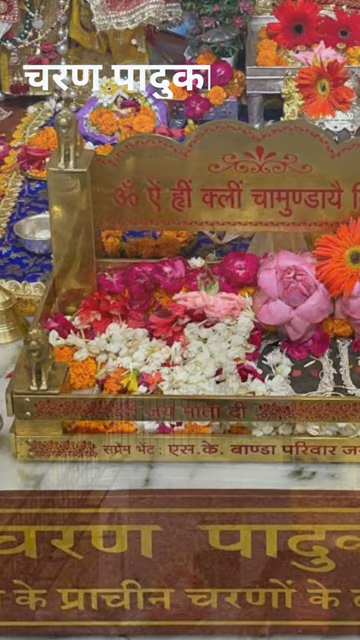 चरण पादुका
ॐ ऐं ह्रीं क्लीं चामुण्डायै
जय माता दी
सप्रेम भेंट : एस.के. बाण्डा परिवार
चरण पादु
के प्राचीन चरणों के